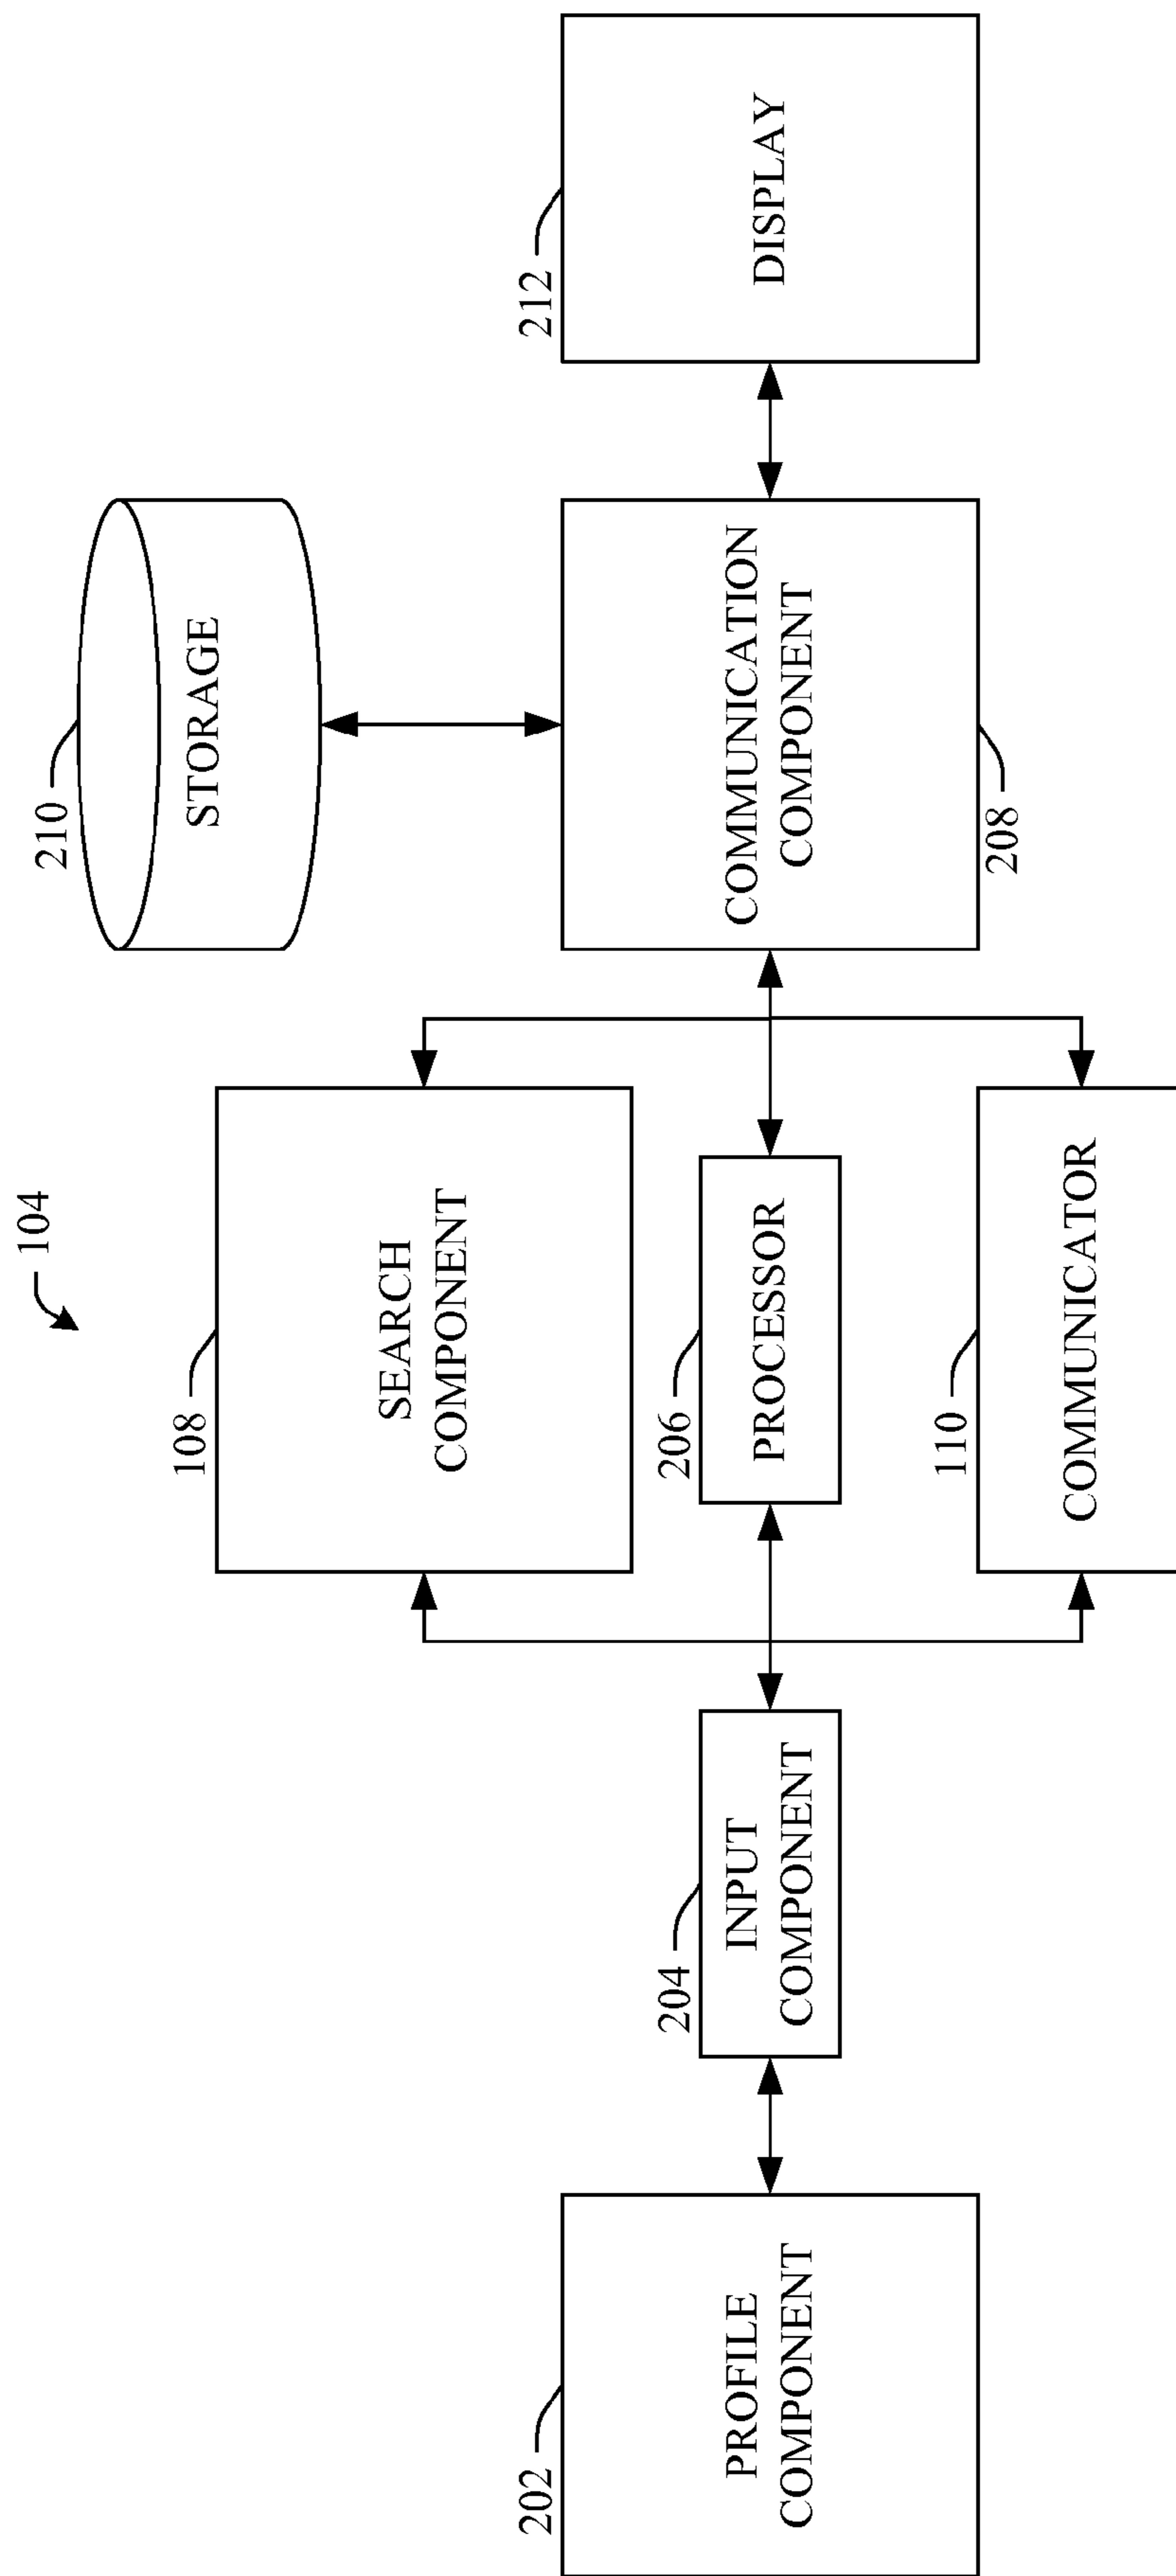 104
210
STORAGE
108
SEARCH
COMPONENT
202
PROFILE
COMPONENT
204
INPUT
COMPONENT
206
PROCESSOR
COMMUNICATION
COMPONENT
208
212
DISPLAY
110
COMMUNICATOR